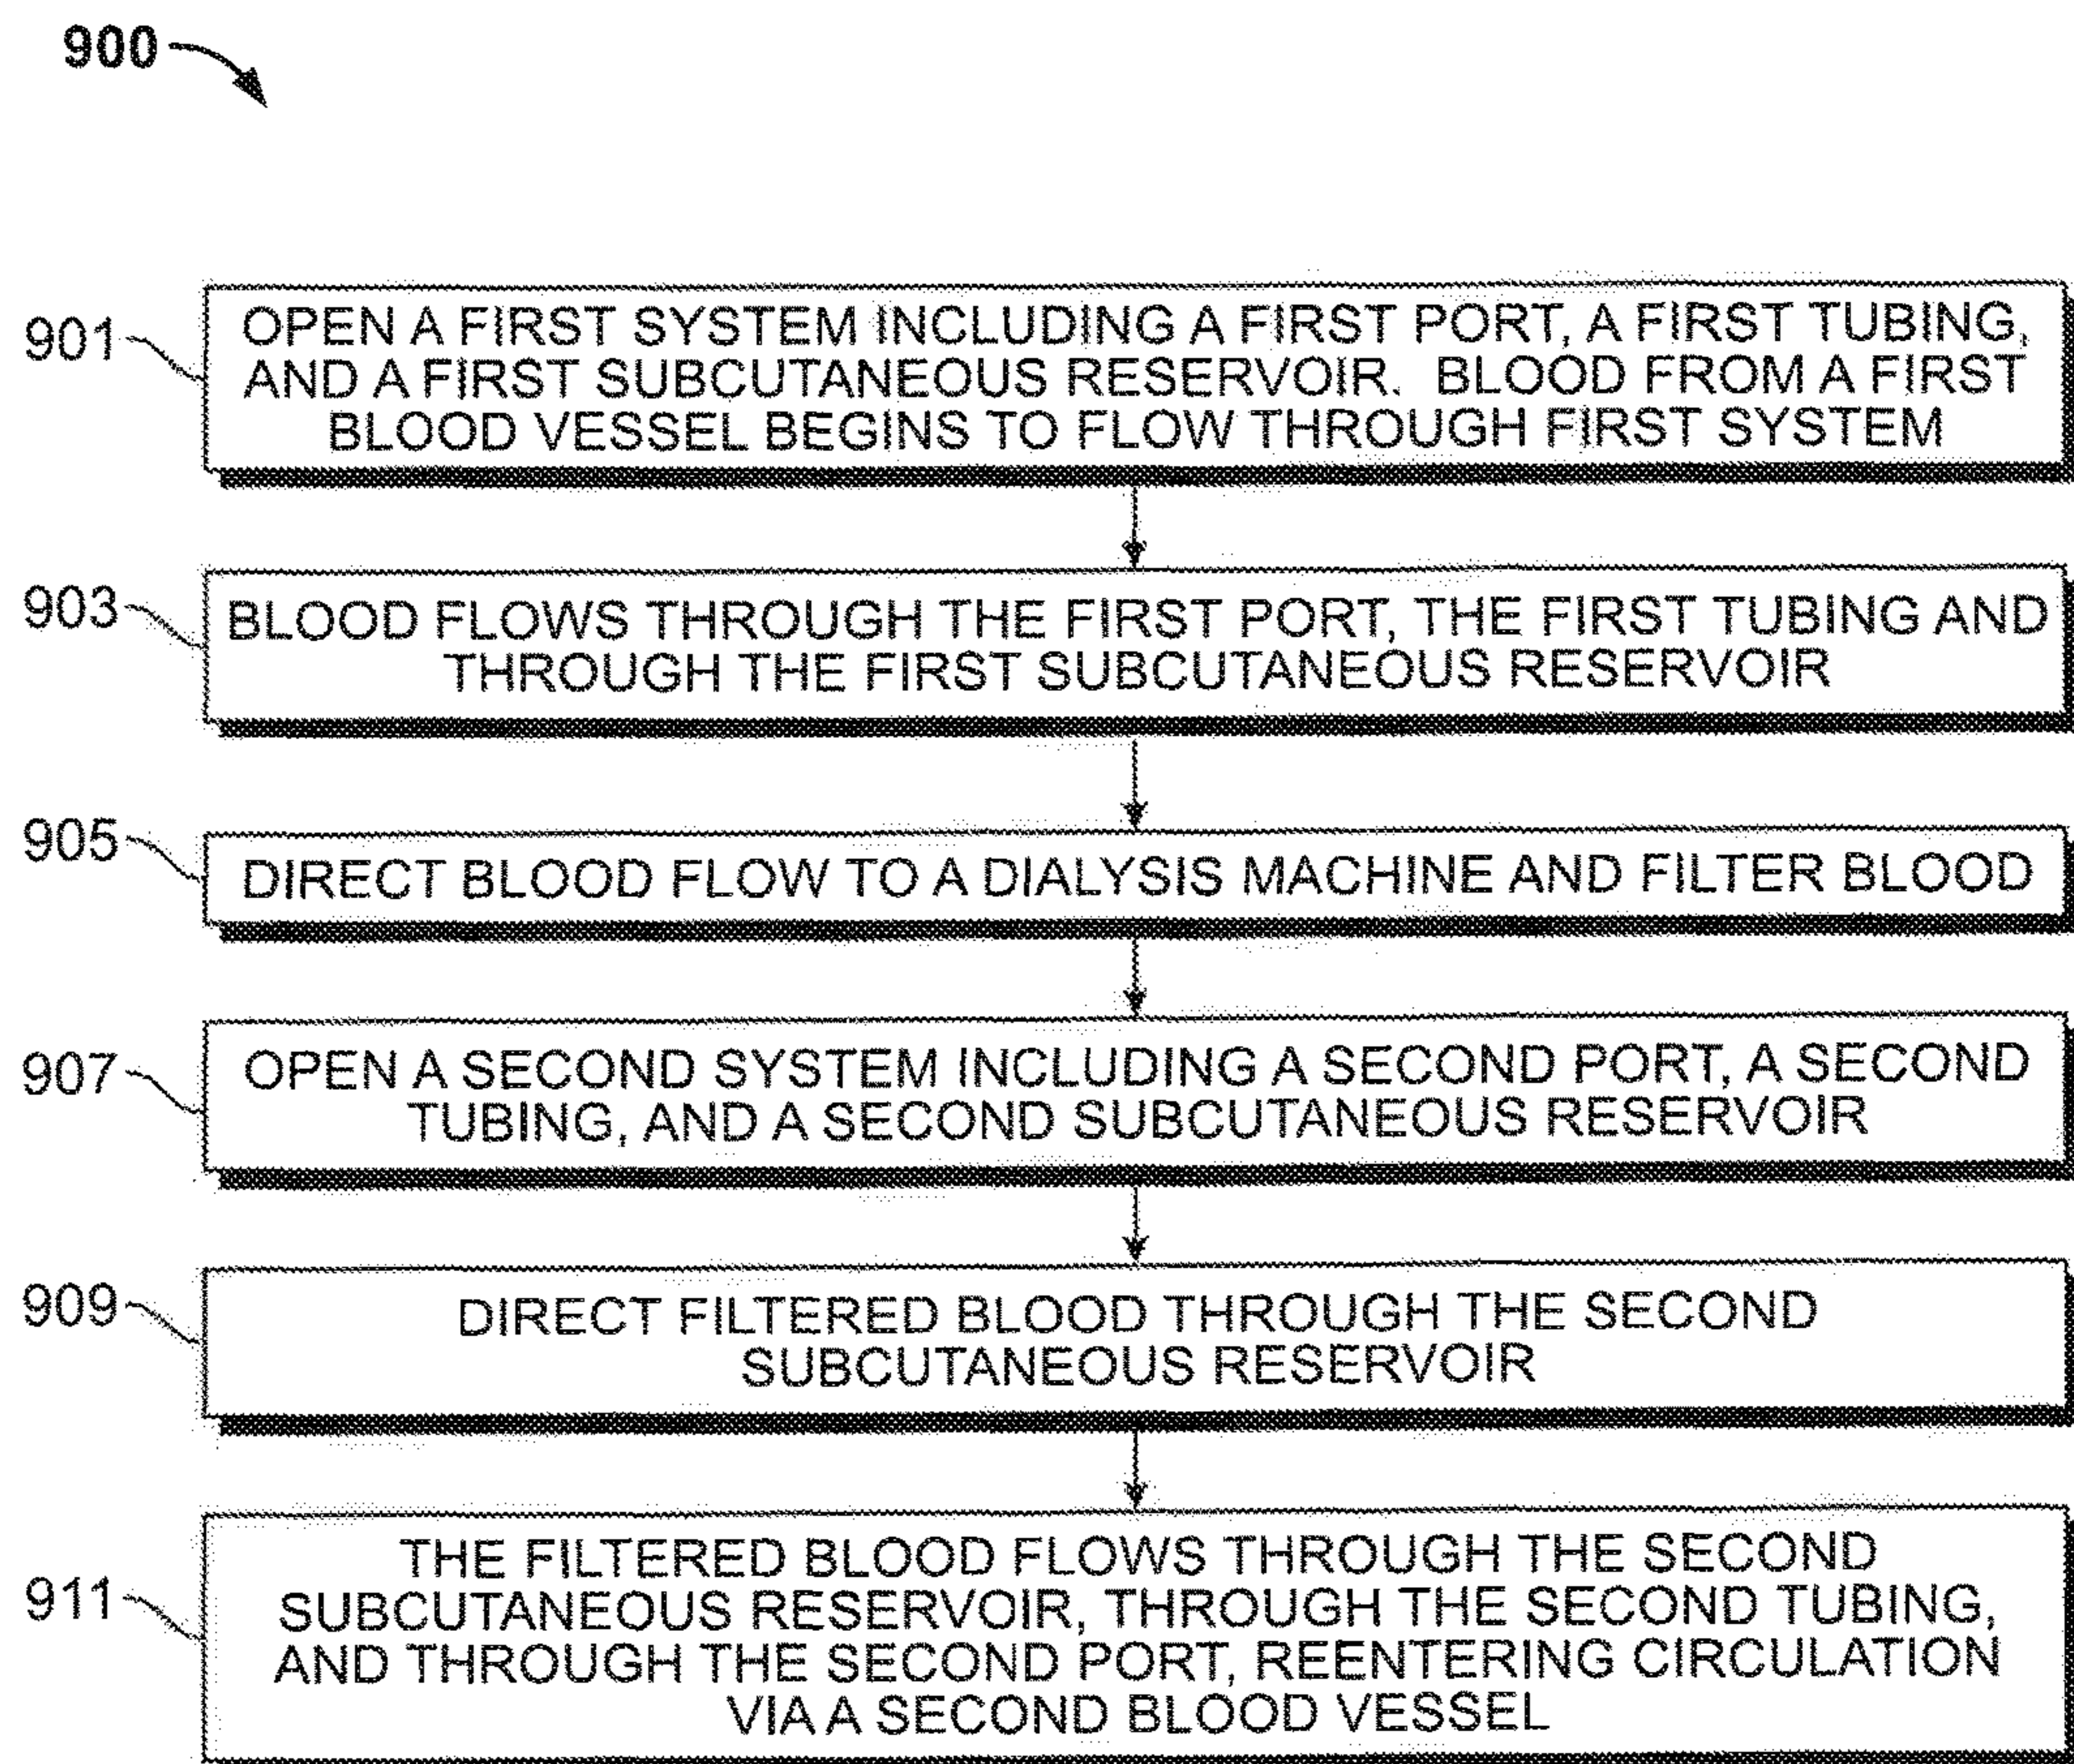 900
901
OPEN A FIRST SYSTEM INCLUDING A FIRST PORT, A FIRST TUBING,
AND A FIRST SUBCUTANEOUS RESERVOIR. BLOOD FROM A FIRST
BLOOD VESSEL BEGINS TO FLOW THROUGH FIRST SYSTEM
903
BLOOD FLOWS THROUGH THE FIRST PORT, THE FIRST TUBING AND
THROUGH THE FIRST SUBCUTANEOUS RESERVOIR
905
DIRECT BLOOD FLOW TO A DIALYSIS MACHINE AND FILTER BLOOD
907
OPEN A SECOND SYSTEM INCLUDING A SECOND PORT, A SECOND
TUBING, AND A SECOND SUBCUTANEOUS RESERVOIR
909
DIRECT FILTERED BLOOD THROUGH THE SECOND
SUBCUTANEOUS RESERVOIR
911
THE FILTERED BLOOD FLOWS THROUGH THE SECOND
SUBCUTANEOUS RESERVOIR, THROUGH THE SECOND TUBING,
AND THROUGH THE SECOND PORT, REENTERING CIRCULATION
VIA A SECOND BLOOD VESSEL